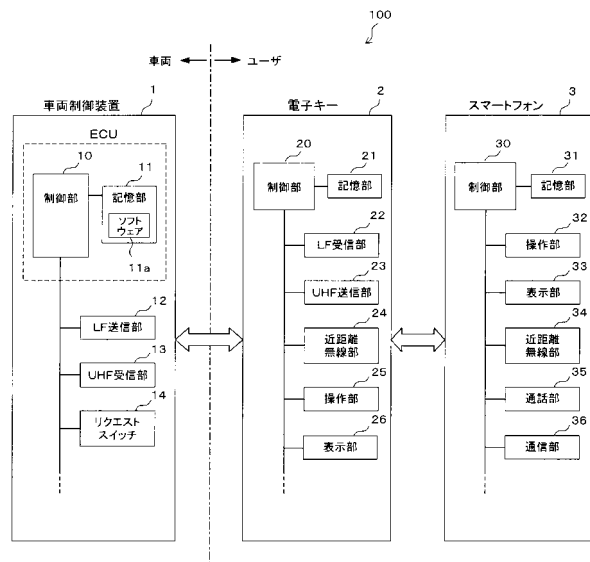 100
車両
ユーザ
1
車両制御装置
ECU
10
制御部
11
記憶部
ソフト
ウェア
11a
12
LF送信部
13
UHF受信部
14
リクエスト
スイッチ
2
電子キー
20
制御部
21
記憶部
22
LF受信部
23
UHF送信部
24
近距離
無線部
25
操作部
26
表示部
3
スマートフォン
30
制御部
31
記憶部
32
操作部
33
表示部
34
近距離
無線部
35
通話部
36
通信部